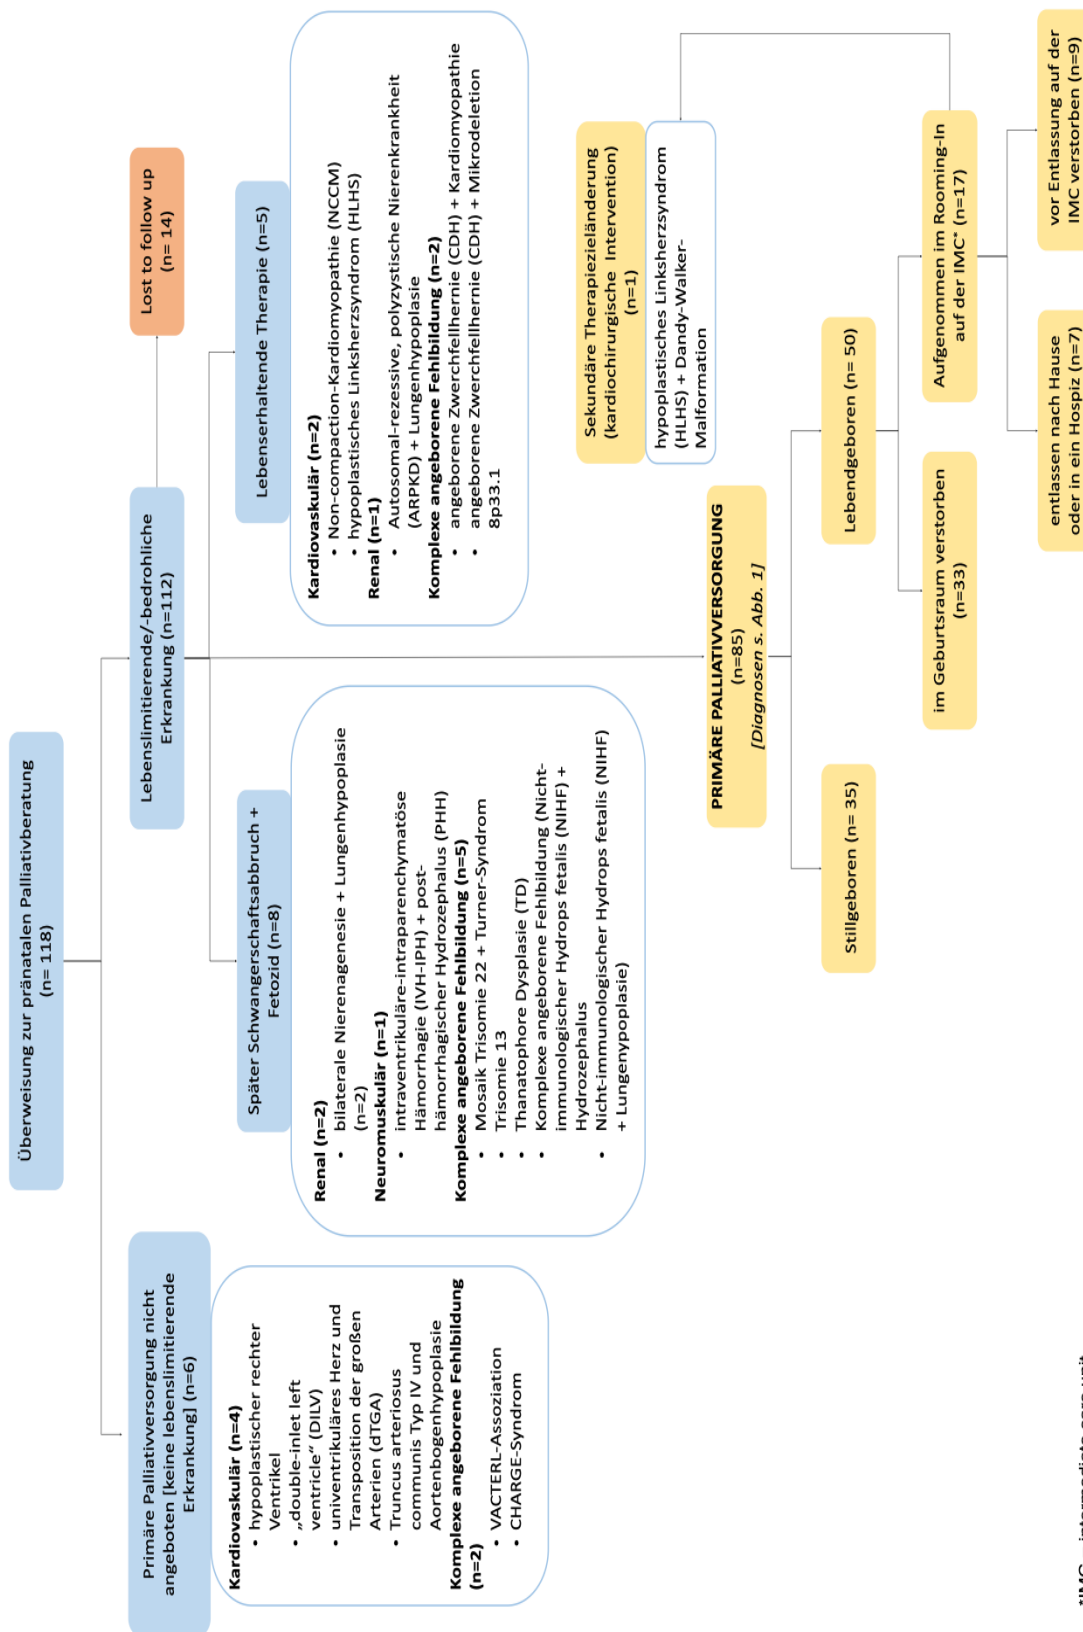 Überweisung zur pränatalen Palliativberatung
(n= 118)
Primäre Palliativversorgung nicht
angeboten [keine lebenslimitierende
Erkrankung] (n=6)
Kardiovaskulär (n=4)
• hypoplastischer rechter
Ventrikel
• „double-inlet left
ventricle“ (DILV)
• univentrikuläres Herz und
Transposition der großen
Arterien (dTGA)
• Truncus arteriosus
communis Typ IV und
Aortenbogenhypoplasie
Komplexe angeborene Fehlbildung
(n=2)
• VACTERL-Assoziation
• CHARGE-Syndrom
Lebenslimitierende/-bedrohliche
Erkrankung (n=112)
Lost to follow up
(n= 14)
Später Schwangerschaftsabbruch +
Fetozid (n=8)
Renal (n=2)
• bilaterale Nierenagenesie + Lungenhypoplasie
(n=2)
Neuromuskulär (n=1)
• intraventrikuläre-intraparenchymatöse
Hämorrhagie (IVH-IPH) + post-
hämorrhagischer Hydrozephalus (PHH)
Komplexe angeborene Fehlbildung (n=5)
• Mosaik Trisomie 22 + Turner-Syndrom
• Trisomie 13
• Thanatophore Dysplasie (TD)
• Komplexe angeborene Fehlbildung (Nicht-
immunologischer Hydrops fetalis (NIHF) +
Hydrozephalus
• Nicht-immunologischer Hydrops fetalis (NIHF)
+ Lungenypoplasie)
Lebenserhaltende Therapie (n=5)
Kardiovaskulär (n=2)
• Non-compaction-Kardiomyopathie (NCCM)
• hypoplastisches Linksherzsyndrom (HLHS)
Renal (n=1)
• Autosomal-rezessive, polyzystische Nierenkrankheit
(ARPKD) + Lungenhypoplasie
Komplexe angeborene Fehlbildung (n=2)
• angeborene Zwerchfellhernie (CDH) + Kardiomyopathie
• angeborene Zwerchfellhernie (CDH) + Mikrodeletion
8p33.1
PRIMÄRE PALLIATIVVERSORGUNG
(n=85)
[Diagnosen s. Abb. 1]
Sekundäre Therapiezieländerung
(kardiochirurgische Intervention)
(n=1)
hypoplastisches Linksherzsyndrom
(HLHS) + Dandy-Walker-
Malformation
Stillgeboren (n= 35)
Lebendgeboren (n= 50)
im Geburtsraum verstorben
(n=33)
Aufgenommen im Rooming-In
auf der IMC* (n=17)
entlassen nach Hause
oder in ein Hospiz (n=7)
vor Entlassung auf der
IMC verstorben (n=9)
*IMC – intermediate care unit